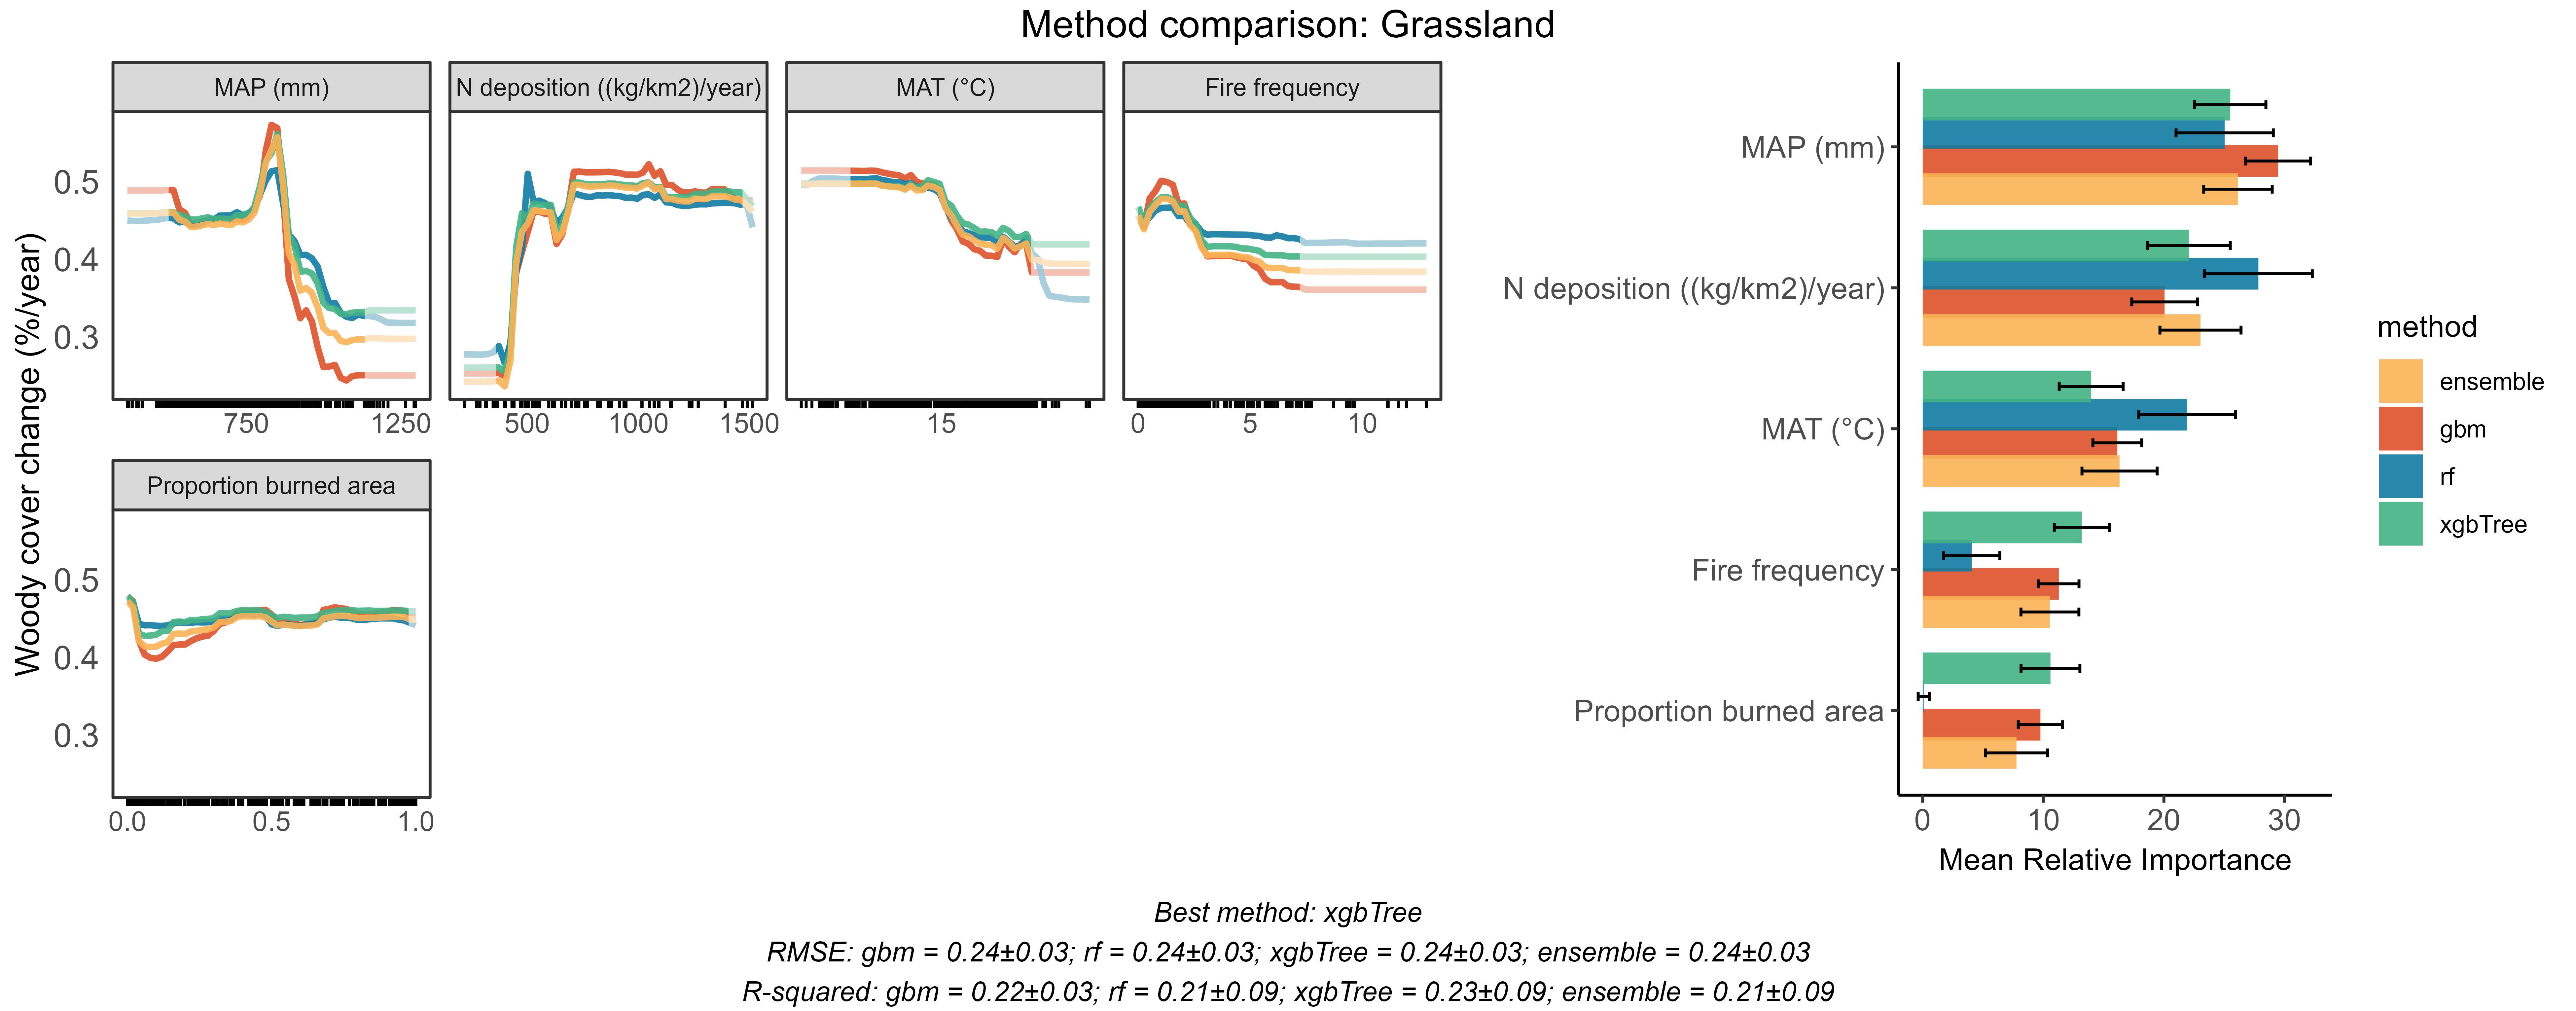 Method comparison: Grassland
MAP (mm)
N deposition ((kg/km2)/year)
MAT (°C)
Fire frequency
Woody cover change (%/year)
0.5
0.4
0.3
750
1250
500
1000
1500
15
0
5
10
Proportion burned area
0.5
0.4
0.3
0.0
0.5
1.0
MAP (mm)
N deposition ((kg/km2)/year)
MAT (°C)
Fire frequency
Proportion burned area
0
10
20
30
Mean Relative Importance
method
ensemble
gbm
rf
xgbTree
Best method: xgbTree
RMSE: gbm = 0.24±0.03; rf = 0.24±0.03; xgbTree = 0.24±0.03; ensemble = 0.24±0.03
R-squared: gbm = 0.22±0.03; rf = 0.21±0.09; xgbTree = 0.23±0.09; ensemble = 0.21±0.09